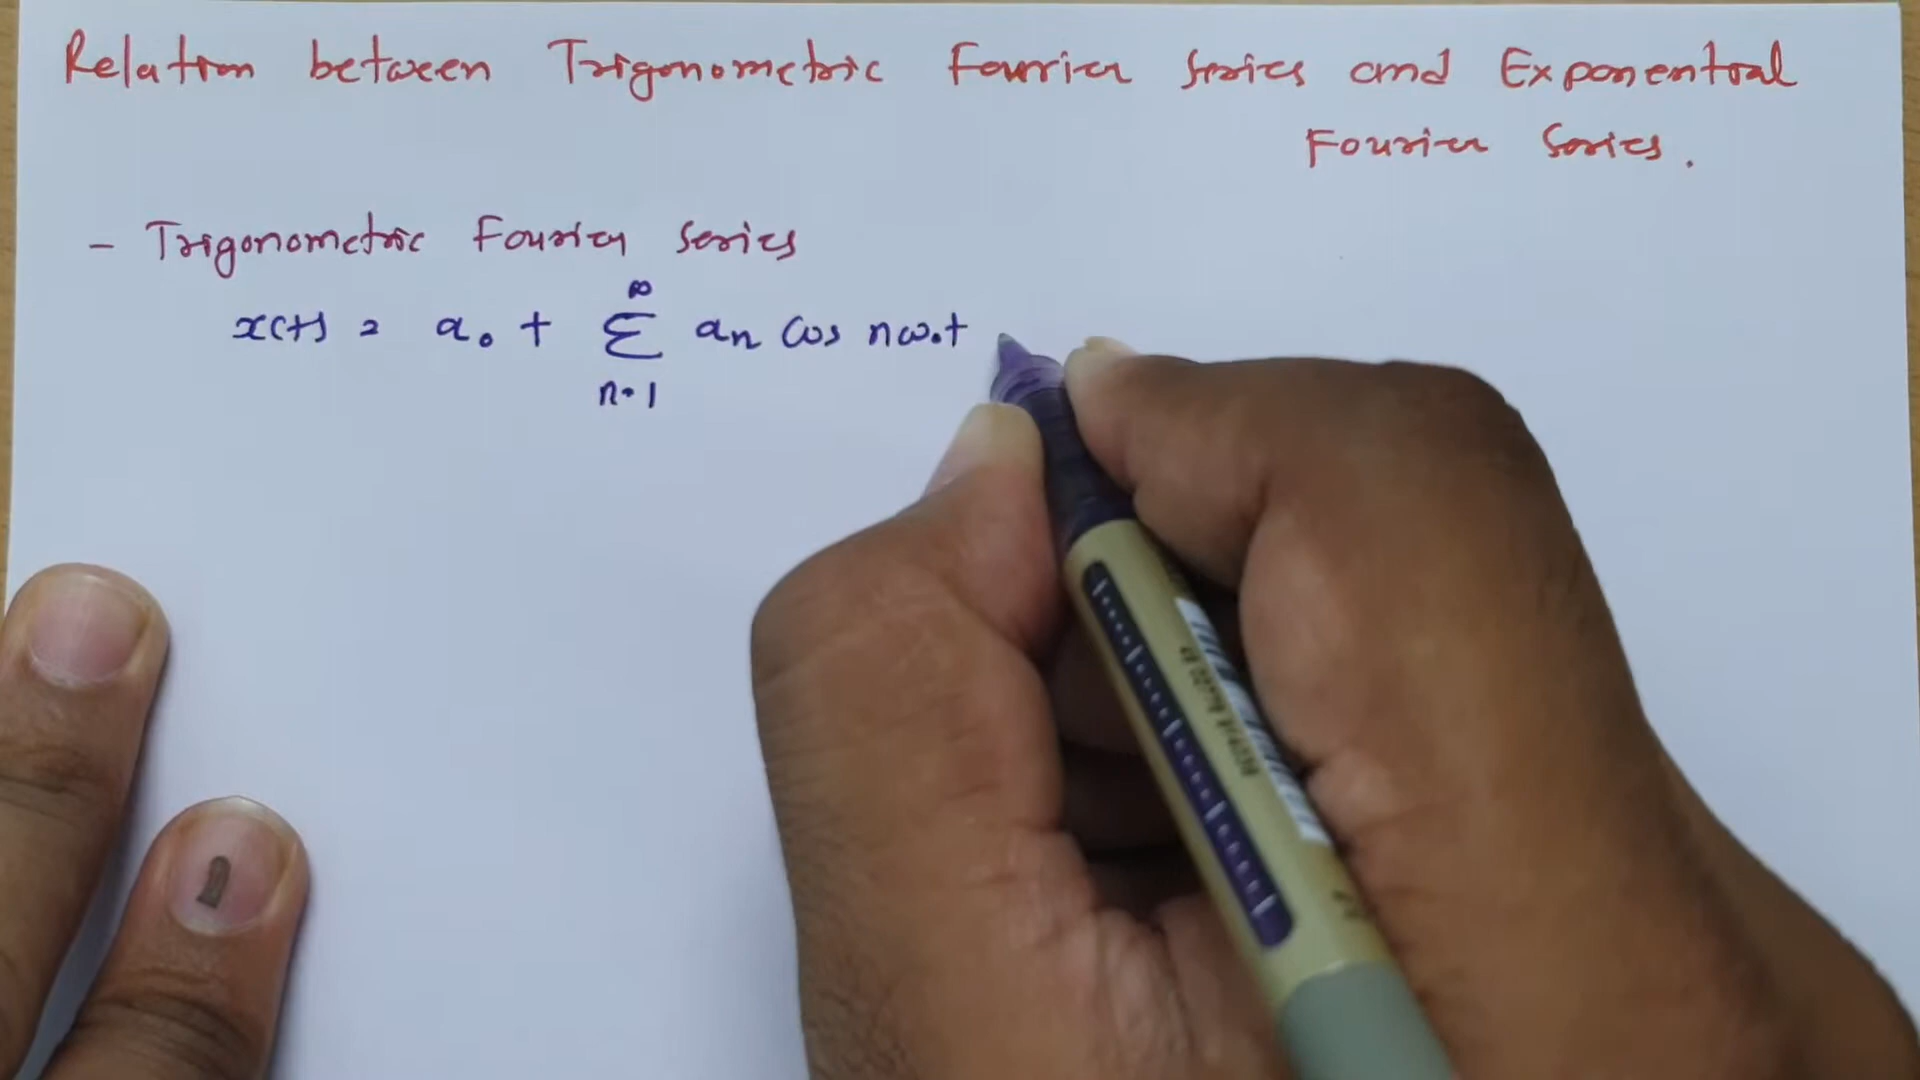 Relation between Trigonometric Fourier Series and Exponential
Fourier Series.
- Trigonometric Fourier Series
x(t) = a₀ + ∑ₙ₌₁^∞ aₙ cos nω₀t